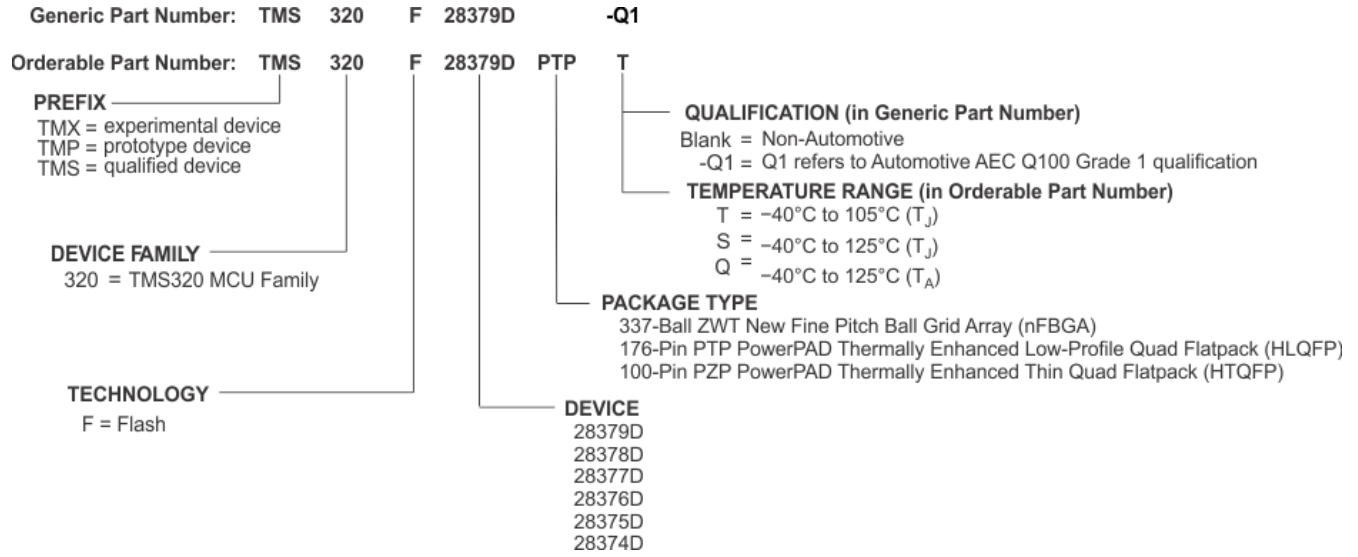 Generic Part Number: TMS 320 F 28379D -Q1
Orderable Part Number: TMS 320 F 28379D PTP T
PREFIX
TMX = experimental device
TMP = prototype device
TMS = qualified device
QUALIFICATION (in Generic Part Number)
Blank = Non-Automotive
-Q1 = Q1 refers to Automotive AEC Q100 Grade 1 qualification
TEMPERATURE RANGE (in Orderable Part Number)
T = −40°C to 105°C (TJ)
S = −40°C to 125°C (TJ)
Q = −40°C to 125°C (TA)
DEVICE FAMILY
320 = TMS320 MCU Family
PACKAGE TYPE
337-Ball ZWT New Fine Pitch Ball Grid Array (nFBGA)
176-Pin PTP PowerPAD Thermally Enhanced Low-Profile Quad Flatpack (HLQFP)
100-Pin PZP PowerPAD Thermally Enhanced Thin Quad Flatpack (HTQFP)
TECHNOLOGY
F = Flash
DEVICE
28379D
28378D
28377D
28376D
28375D
28374D